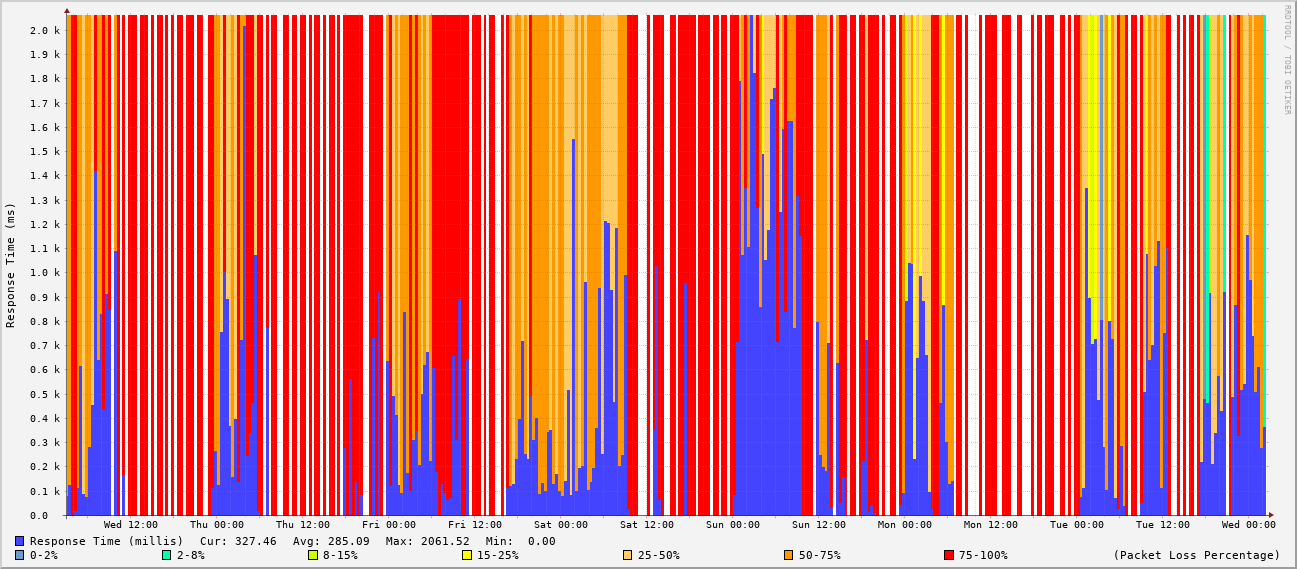 RRDTOOL / TOBI OETIKER
Response Time (ms)
2.0 k
1.9 k
1.8 k
1.7 k
1.6 k
1.5 k
1.4 k
1.3 k
1.2 k
1.1 k
1.0 k
0.9 k
0.8 k
0.7 k
0.6 k
0.5 k
0.4 k
0.3 k
0.2 k
0.1 k
0.0
Wed 12:00 Thu 00:00 Thu 12:00 Fri 00:00 Fri 12:00 Sat 00:00 Sat 12:00 Sun 00:00 Sun 12:00 Mon 00:00 Mon 12:00 Tue 00:00 Tue 12:00 Wed 00:00
Response Time (millis) Cur: 327.46 Avg: 285.09 Max: 2061.52 Min: 0.00
0-2% 2-8% 8-15% 15-25% 25-50% 50-75% 75-100% (Packet Loss Percentage)